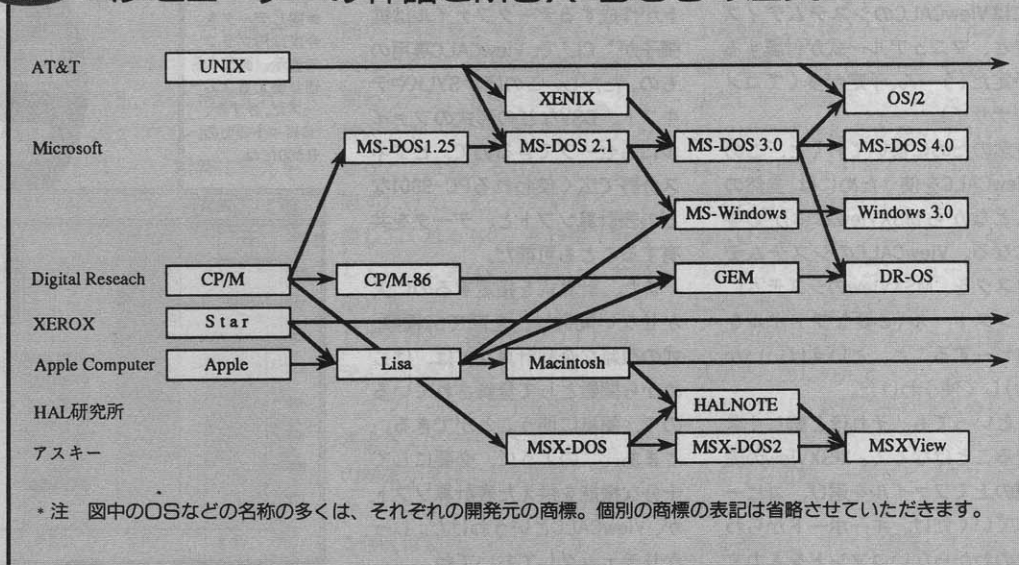 AT&T UNIX
XENIX OS/2
Microsoft MS-DOS1.25 MS-DOS 2.1 MS-DOS 3.0 MS-DOS 4.0
MS-Windows Windows 3.0
Digital Reseach CP/M CP/M-86 GEM DR-OS
XEROX Star
Apple Computer Apple Lisa Macintosh
HAL研究所 HALNOTE
アスキー MSX-DOS MSX-DOS2 MSXView
*注 図中のOSなどの名称の多くは、それぞれの開発元の商標。個別の商標の表記は省略させていただきます。